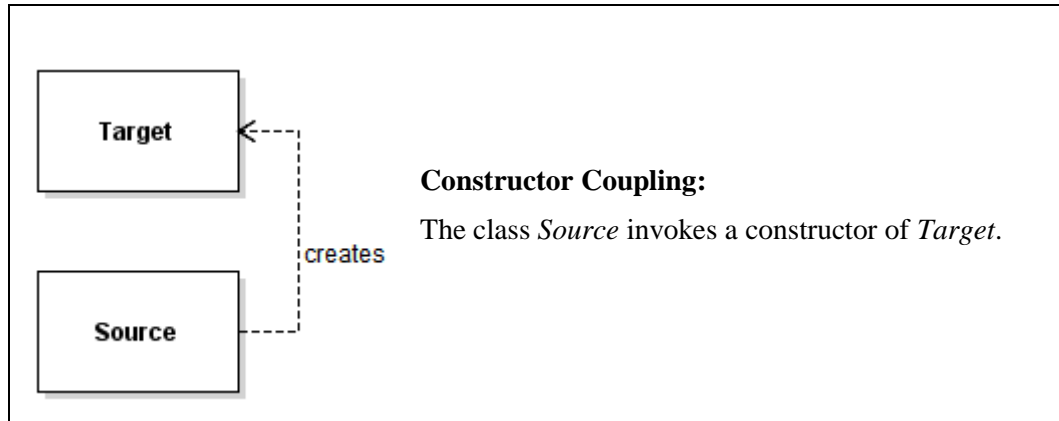 Target
Constructor Coupling:
The class Source invokes a constructor of Target.
creates
Source